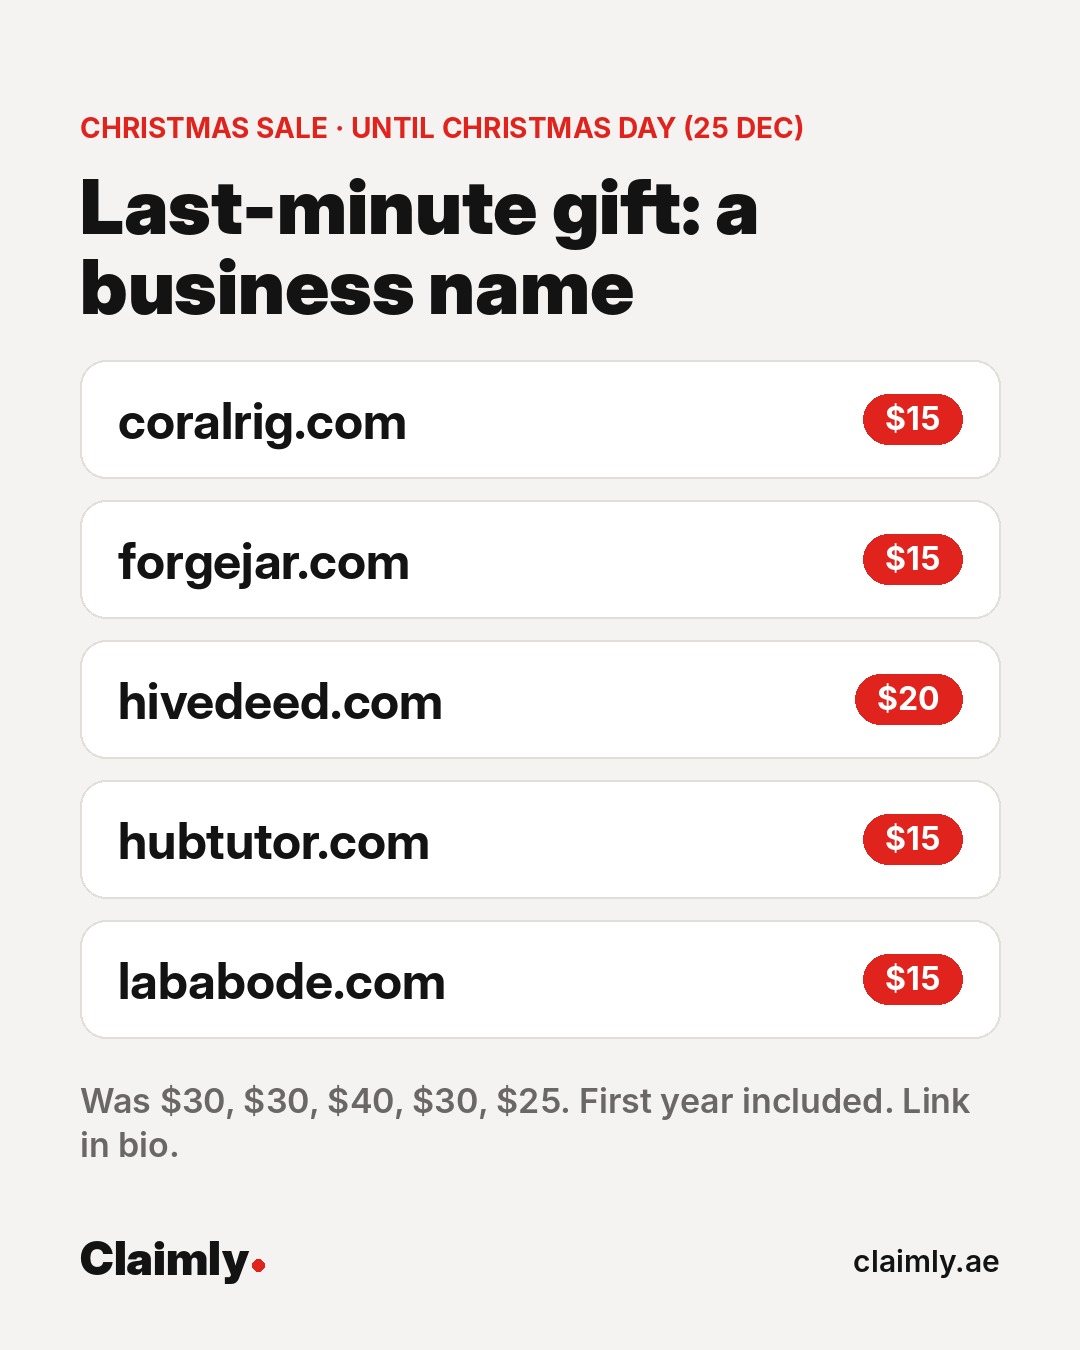 CHRISTMAS SALE · UNTIL CHRISTMAS DAY (25 DEC)
Last-minute gift: a
business name
coralrig.com
$15
forgejar.com
$15
hivedeed.com
$20
hubtutor.com
$15
lababode.com
$15
Was $30, $30, $40, $30, $25. First year included. Link
in bio.
Claimly.
claimly.ae